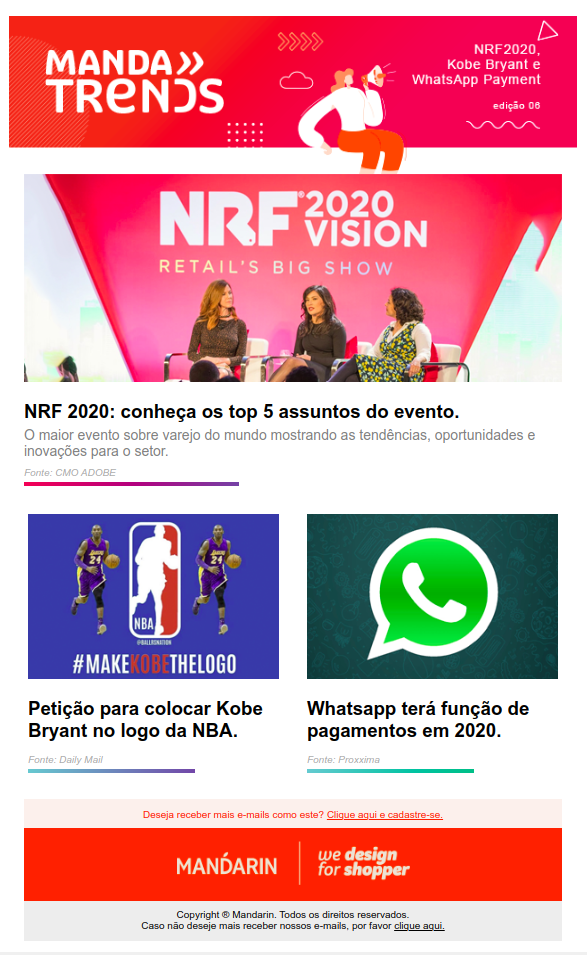 MANDA
TRENDS
NRF2020,
Kobe Bryant e
WhatsApp Payment
edição 06
NRF® 2020
VISION
RETAIL'S BIG SHOW
NRF 2020: conheça os top 5 assuntos do evento.
O maior evento sobre varejo do mundo mostrando as tendências, oportunidades e
inovações para o setor.
Fonte: CMO ADOBE
LAKERS
24
LAKERS
24
NBA
@BALLERNATION
#MAKEKOBETHELOGO
Petição para colocar Kobe
Bryant no logo da NBA.
Fonte: Daily Mail
Whatsapp terá função de
pagamentos em 2020.
Fonte: Proxxima
Deseja receber mais e-mails como este? Clique aqui e cadastre-se.
MANDARIN
we design
for shopper
Copyright ® Mandarin. Todos os direitos reservados.
Caso não deseje mais receber nossos e-mails, por favor clique aqui.